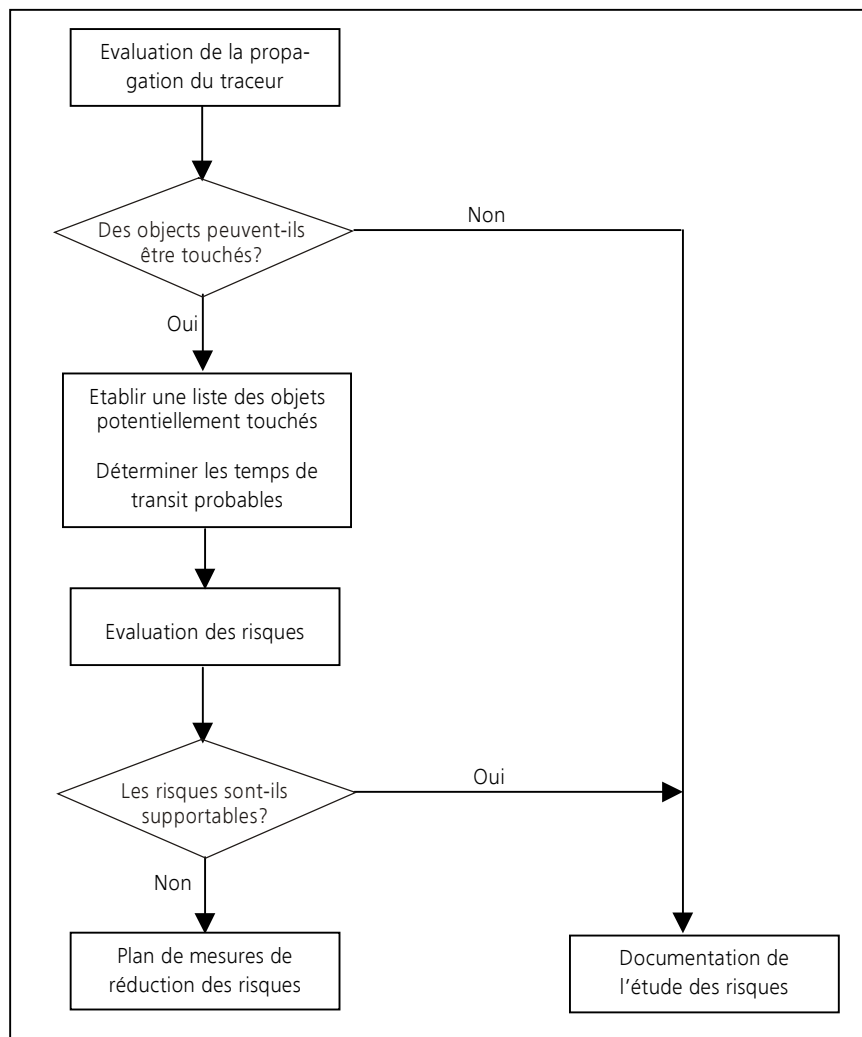 Evaluation de la propa-
gation du traceur
Des objects peuvent-ils
être touchés?
Non
Oui
Etablir une liste des objets
potentiellement touchés
Déterminer les temps de
transit probables
Evaluation des risques
Les risques sont-ils
supportables?
Oui
Non
Plan de mesures de
réduction des risques
Documentation de
l'étude des risques